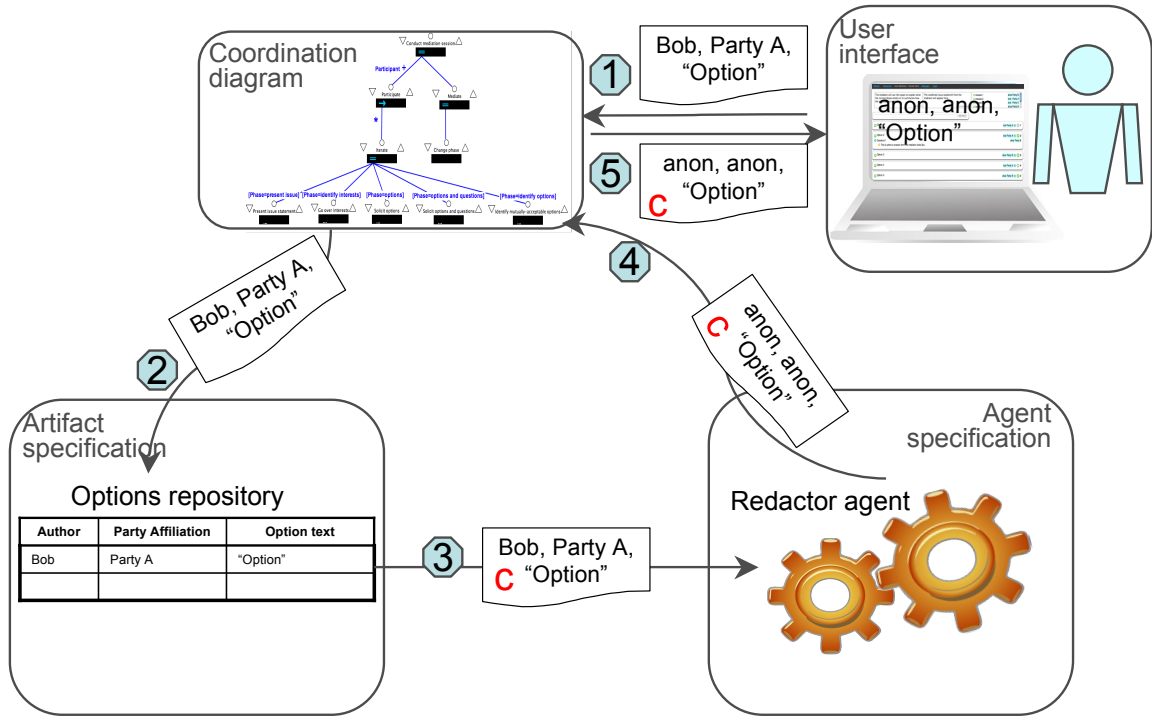 Coordination
diagram
Conduct mediation session
Participant +
Participate
Mediate
*
Iterate
Change phase
[Phase=present issue]
[Phase=identify interests]
[Phase=options]
[Phase=options and questions]
[Phase=identify options]
Present issue statement
Go over interests
Solicit options
Solicit options and questions
Identify mutually-acceptable options
1
Bob, Party A,
“Option”
5
anon, anon,
“Option”
C
User
interface
anon, anon,
“Option”
2
Bob, Party A,
“Option”
4
anon, anon,
“Option”
C
Artifact
specification
Options repository
Author Party Affiliation Option text
Bob Party A “Option”
3
Bob, Party A,
C “Option”
Agent
specification
Redactor agent